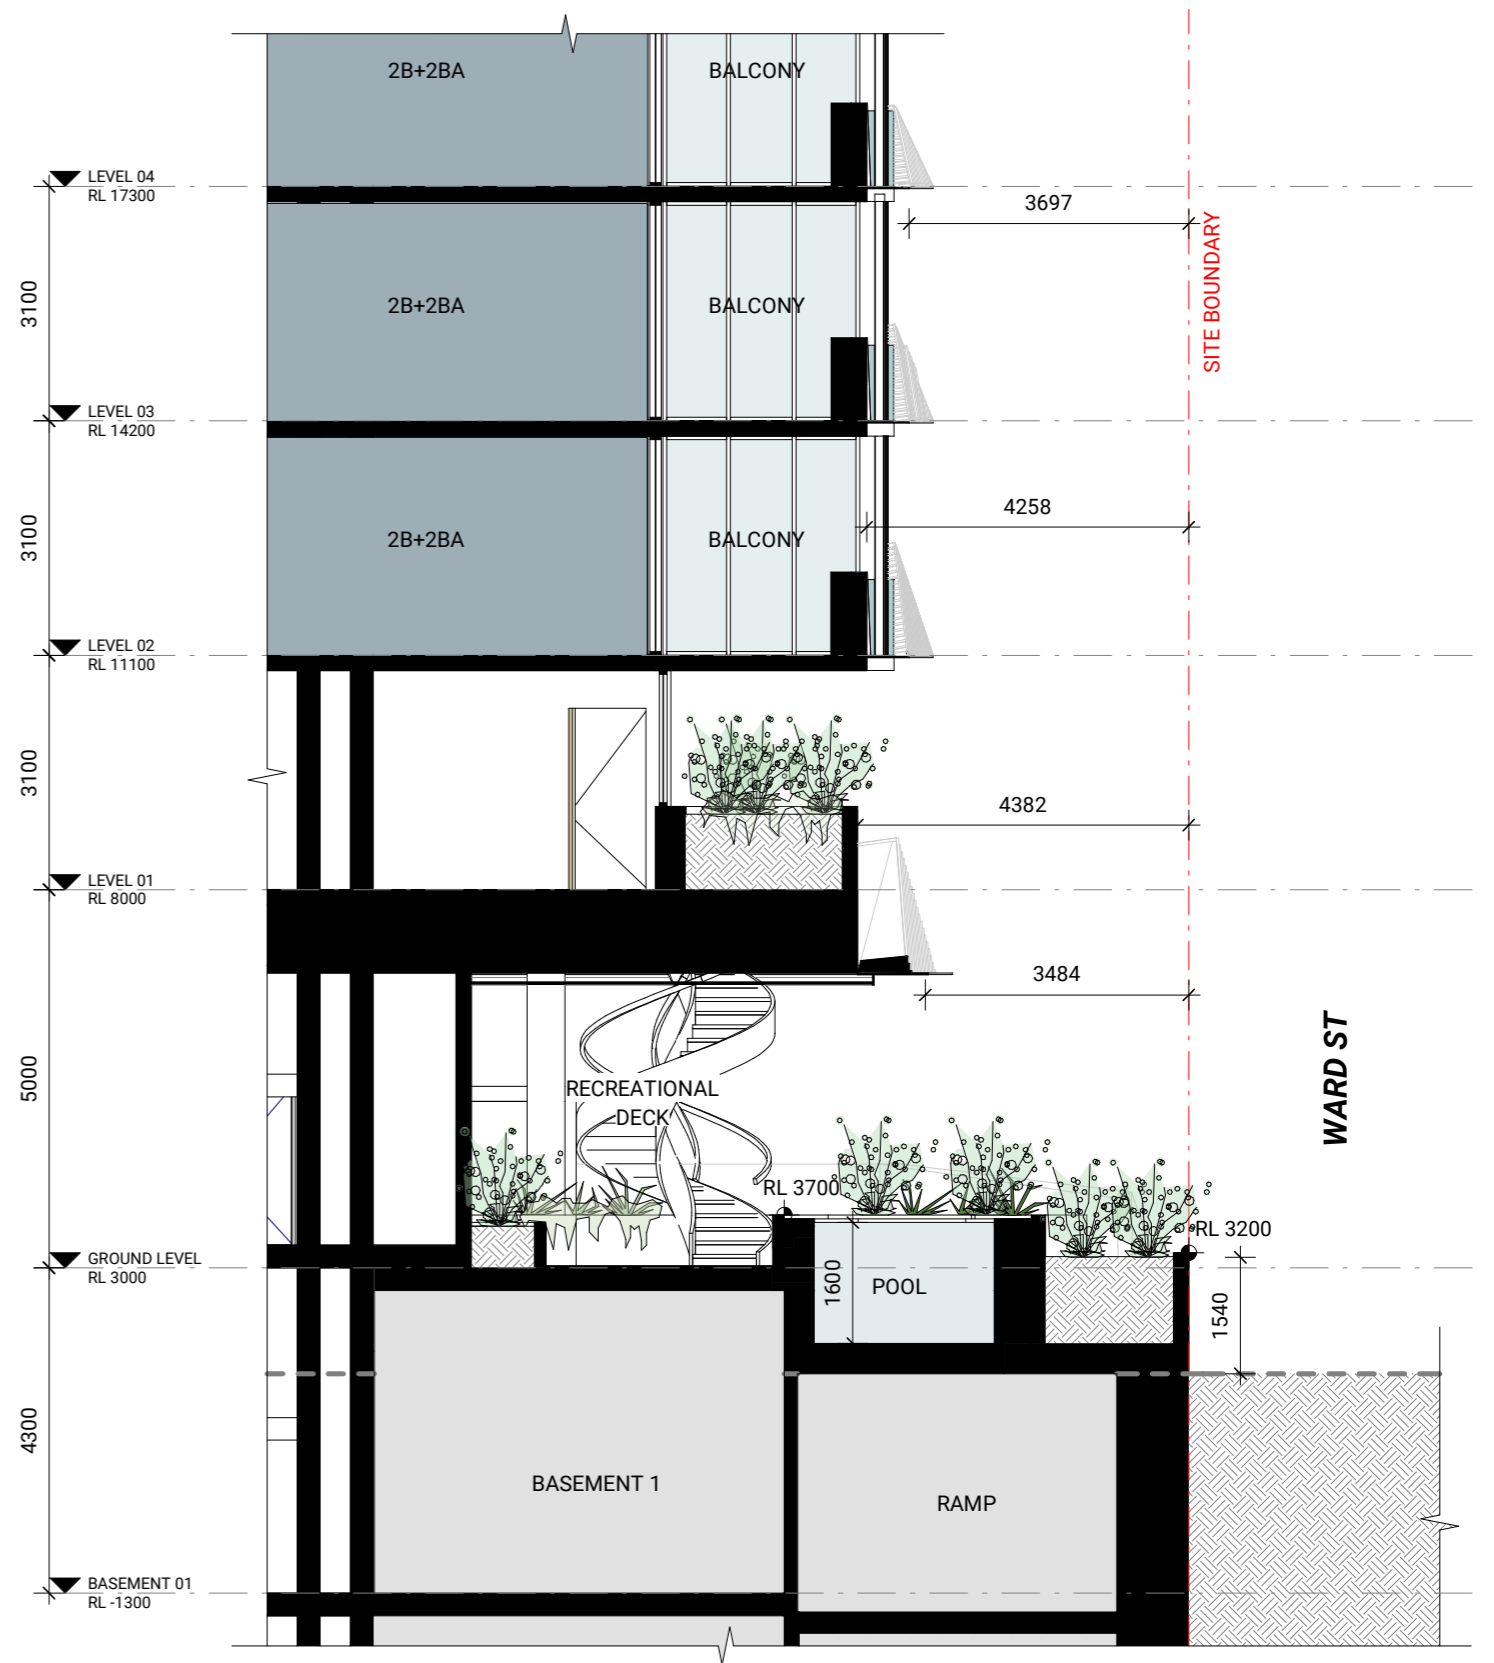 2B+2BA
BALCONY
LEVEL 04
RL 17300
3697
SITE BOUNDARY
3100
2B+2BA
BALCONY
LEVEL 03
RL 14200
4258
3100
2B+2BA
BALCONY
LEVEL 02
RL 11100
3100
4382
LEVEL 01
RL 8000
3484
WARD ST
5000
RECREATIONAL
DECK
RL 3700
RL 3200
GROUND LEVEL
RL 3000
1600
POOL
1540
4300
BASEMENT 1
RAMP
BASEMENT 01
RL -1300